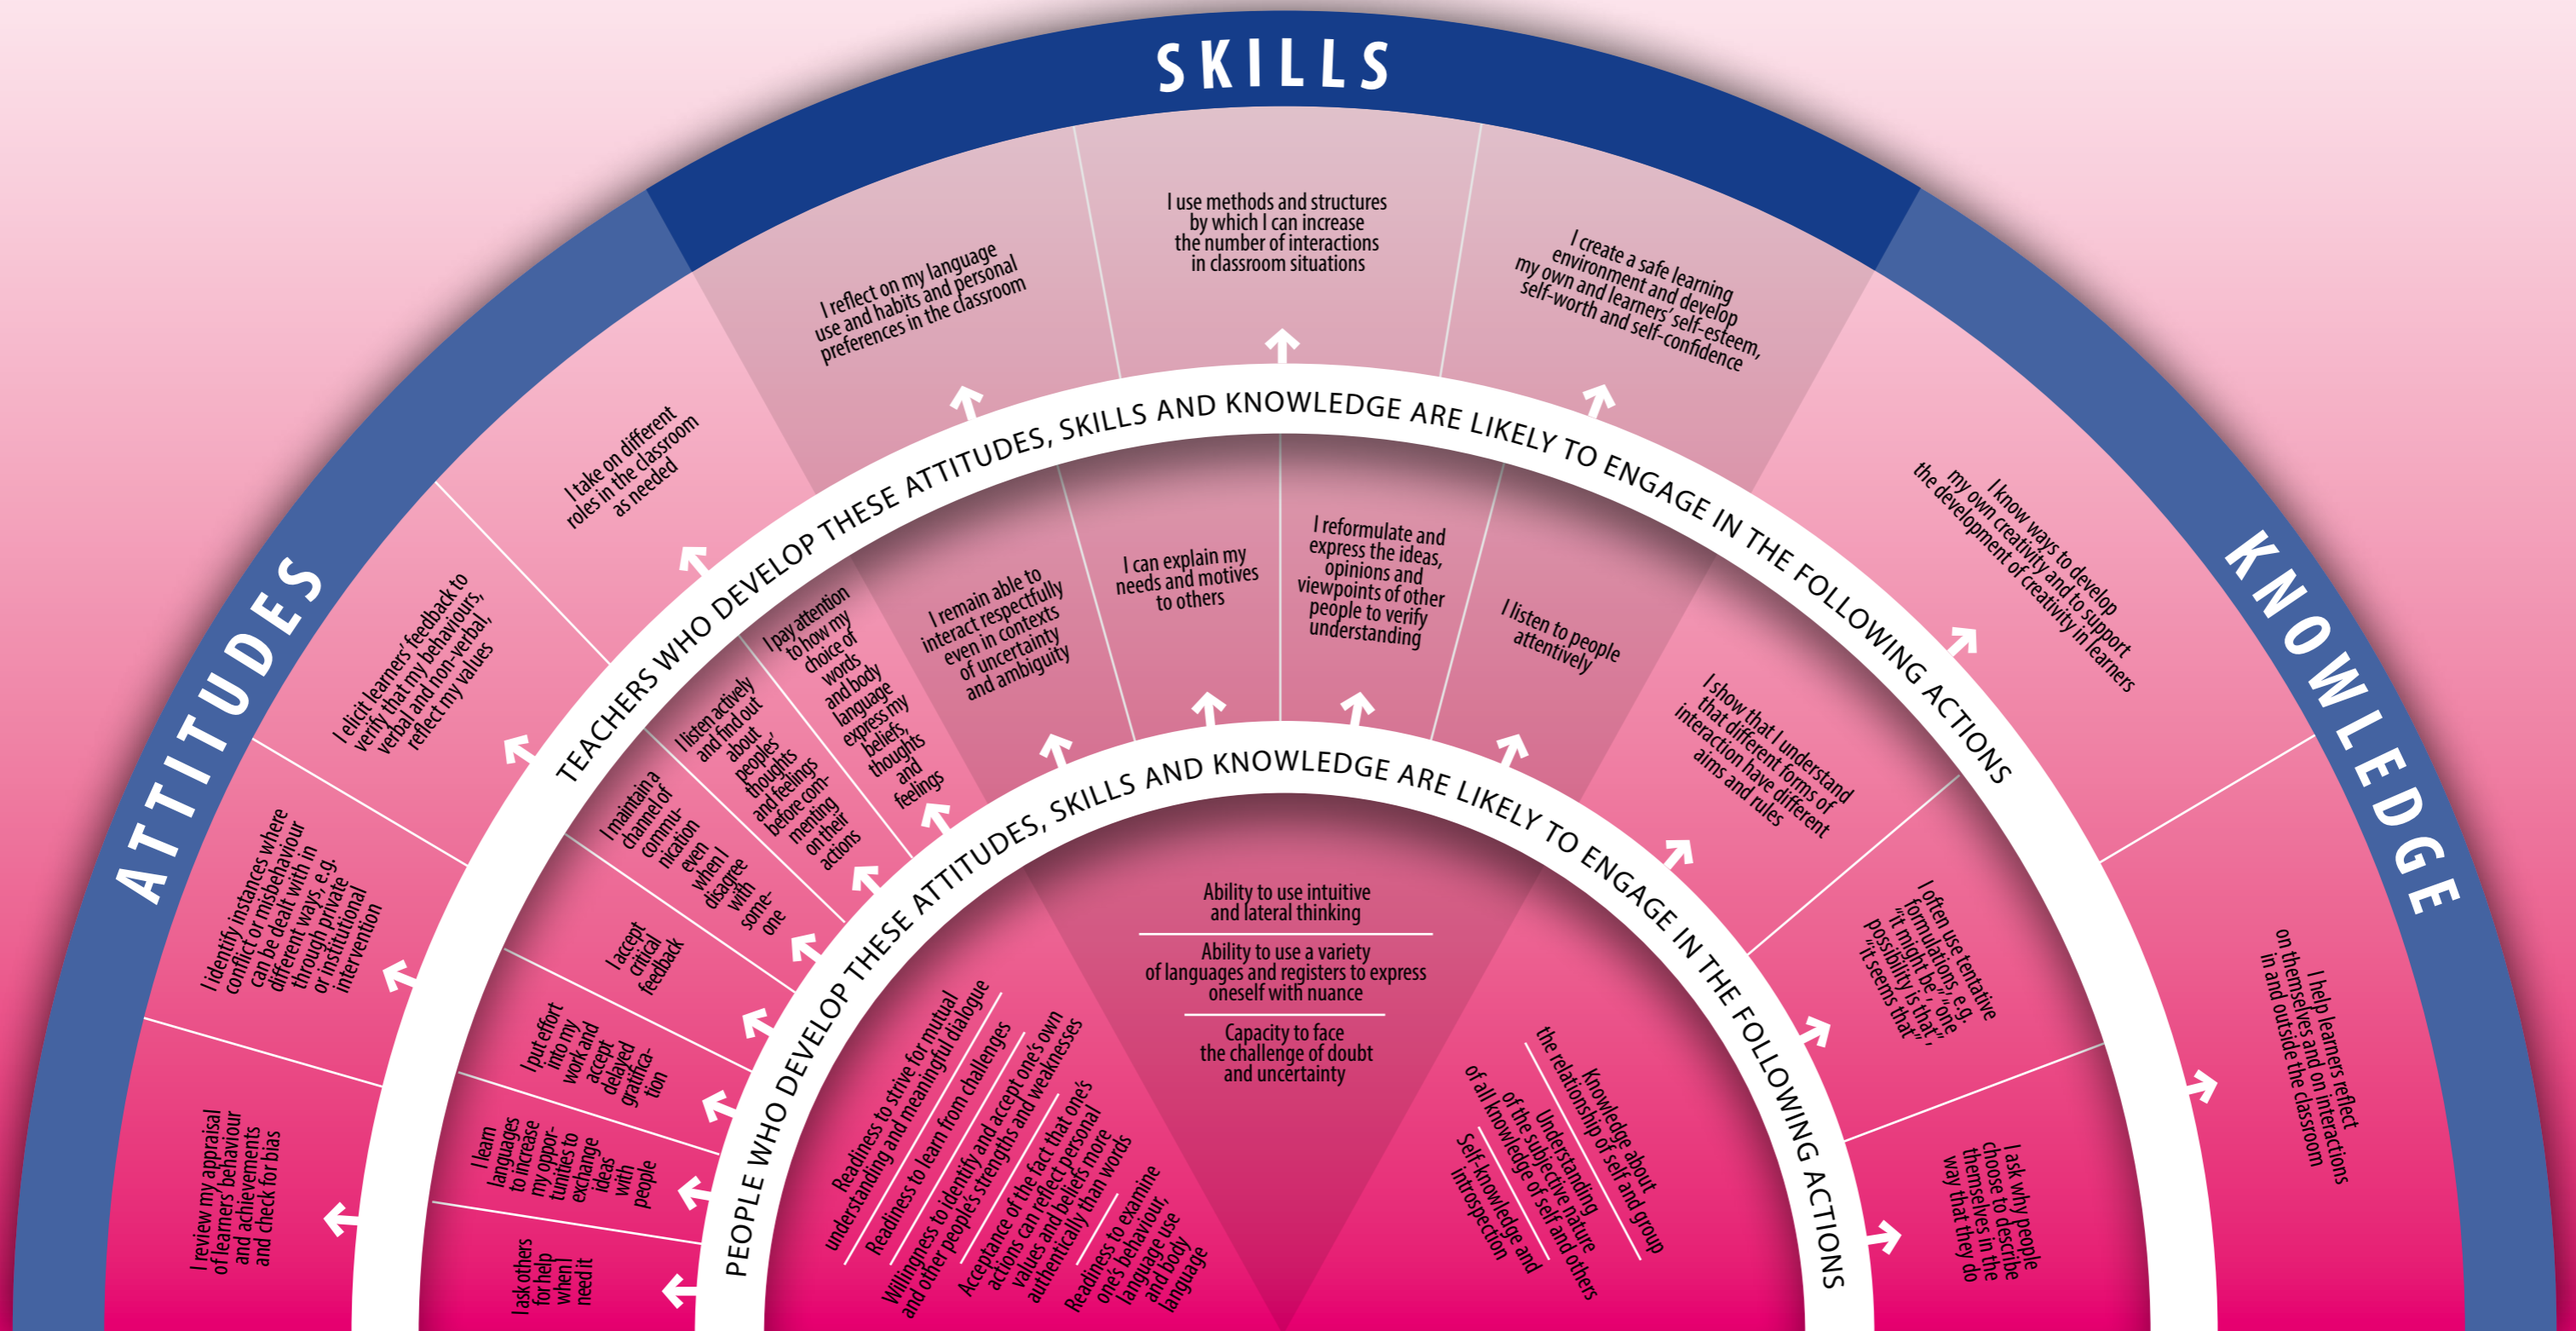 SKILLS
ATTITUDES
KNOWLEDGE
I review my appraisal
of learners' behaviour
and achievements
and check for bias
I identify instances where
conflict or misbehaviour
can be dealt with in
different ways, e.g.
through private
or institutional
intervention
I elicit learners' feedback to
verify that my behaviours,
verbal and non-verbal,
reflect my values
I take on different
roles in the classroom
as needed
I reflect on my language
use and habits and personal
preferences in the classroom
I use methods and structures
by which I can increase
the number of interactions
in classroom situations
I create a safe learning
environment and develop
my own and learners' self-esteem,
self-worth and self-confidence
I know ways to develop
my own creativity and to support
the development of creativity in learners
I help learners reflect
on themselves and on interactions
in and outside the classroom
TEACHERS WHO DEVELOP THESE ATTITUDES, SKILLS AND KNOWLEDGE ARE LIKELY TO ENGAGE IN THE FOLLOWING ACTIONS
I ask others
for help
when I
need it
I learn
languages
to increase
my oppor-
tunities to
exchange
ideas
with
people
I put effort
into my
work and
accept
delayed
gratifica-
tion
I accept
critical
feedback
I maintain a
channel of
commu-
nication
even
when I
disagree
with
some-
one
I listen actively
and find out
about
peoples'
thoughts
and feelings
before com-
menting
on their
actions
I pay attention
to how my
choice of
words
and body
language
express my
beliefs,
thoughts
and
feelings
I remain able to
interact respectfully
even in contexts
of uncertainty
and ambiguity
I can explain my
needs and motives
to others
I reformulate and
express the ideas,
opinions and
viewpoints of other
people to verify
understanding
I listen to people
attentively
I show that I understand
that different forms of
interaction have different
aims and rules
I often use tentative
formulations, e.g.
"it might be", "one
possibility is that",
"it seems that"
I ask why people
choose to describe
themselves in the
way that they do
PEOPLE WHO DEVELOP THESE ATTITUDES, SKILLS AND KNOWLEDGE ARE LIKELY TO ENGAGE IN THE FOLLOWING ACTIONS
Readiness to strive for mutual
understanding and meaningful dialogue
Readiness to learn from challenges
Willingness to identify and accept one's own
and other people's strengths and weaknesses
Acceptance of the fact that one's
actions can reflect personal
values and beliefs more
authentically than words
Readiness to examine
one's behaviour,
language use
and body
language
Ability to use intuitive
and lateral thinking
Ability to use a variety
of languages and registers to express
oneself with nuance
Capacity to face
the challenge of doubt
and uncertainty
Knowledge about
the relationship of self and group
Understanding
of the subjective nature
of all knowledge of self and others
Self-knowledge and
introspection